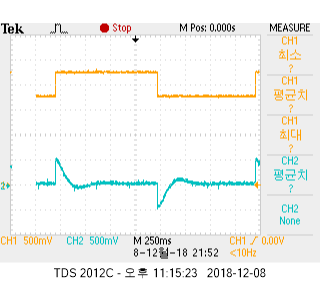 Tek Stop M Pos: 0.000s MEASURE
CH1
최소
?
CH1
평균치
?
CH1
최대
?
CH2
평균치
?
CH2
None
2
CH1 500mV CH2 500mV M 250ms CH1 / 0.00V
8-12월-18 21:52 <10Hz
TDS 2012C - 오후 11:15:23 2018-12-08